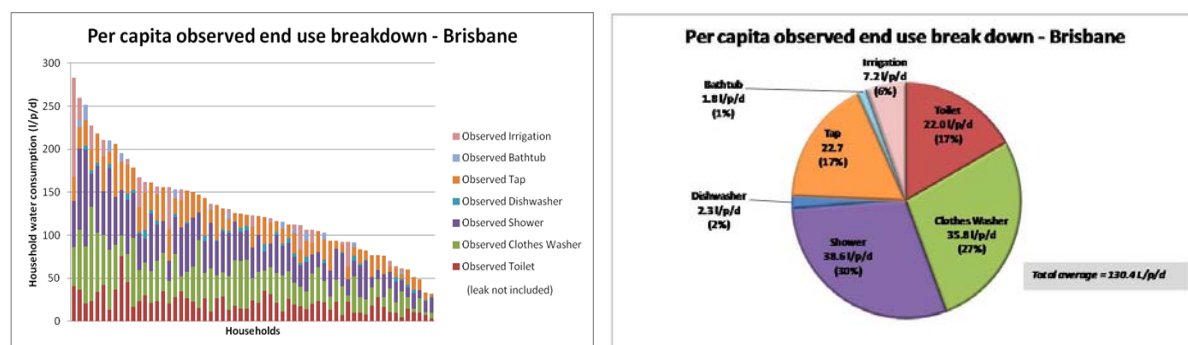 Per capita observed end use breakdown - Brisbane
Household water consumption (l/p/d)
300
250
200
150
100
50
0
Households
Observed Irrigation
Observed Bathtub
Observed Tap
Observed Dishwasher
Observed Shower
Observed Clothes Washer
Observed Toilet
(leak not included)
Per capita observed end use break down - Brisbane
Irrigation
7.2 l/p/d
(6%)
Bathtub
1.8 l/p/d
(1%)
Toilet
22.0 l/p/d
(17%)
Tap
22.7
(17%)
Dishwasher
2.3 l/p/d
(2%)
Clothes Washer
35.8 l/p/d
(27%)
Shower
38.6 l/p/d
(30%)
Total average = 130.4 L/p/d